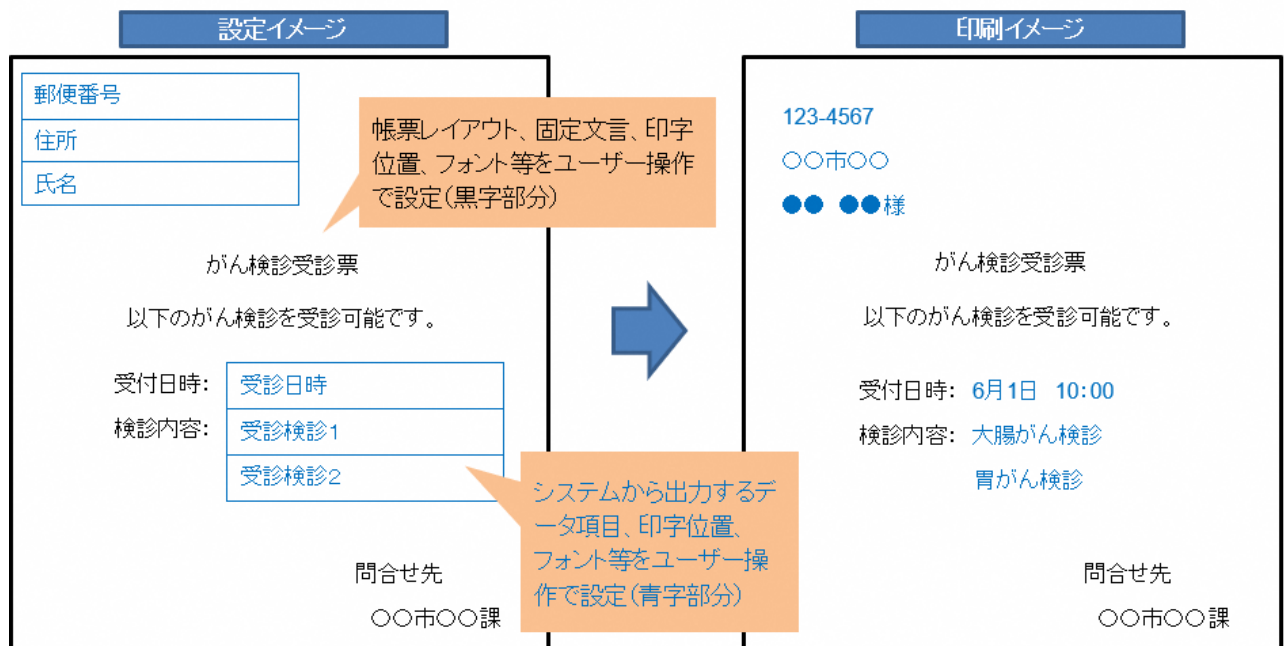 設定イメージ
郵便番号
住所
氏名
帳票レイアウト、固定文言、印字
位置、フォント等をユーザー操作
で設定(黒字部分)
がん検診受診票
以下のがん検診を受診可能です。
受付日時: 受診日時
検診内容: 受診検診1
受診検診2
システムから出力するデ
ータ項目、印字位置、
フォント等をユーザー操
作で設定(青字部分)
問合せ先
○○市○○課
印刷イメージ
123-4567
○○市○○
●● ●●様
がん検診受診票
以下のがん検診を受診可能です。
受付日時: 6月1日 10:00
検診内容: 大腸がん検診
胃がん検診
問合せ先
○○市○○課